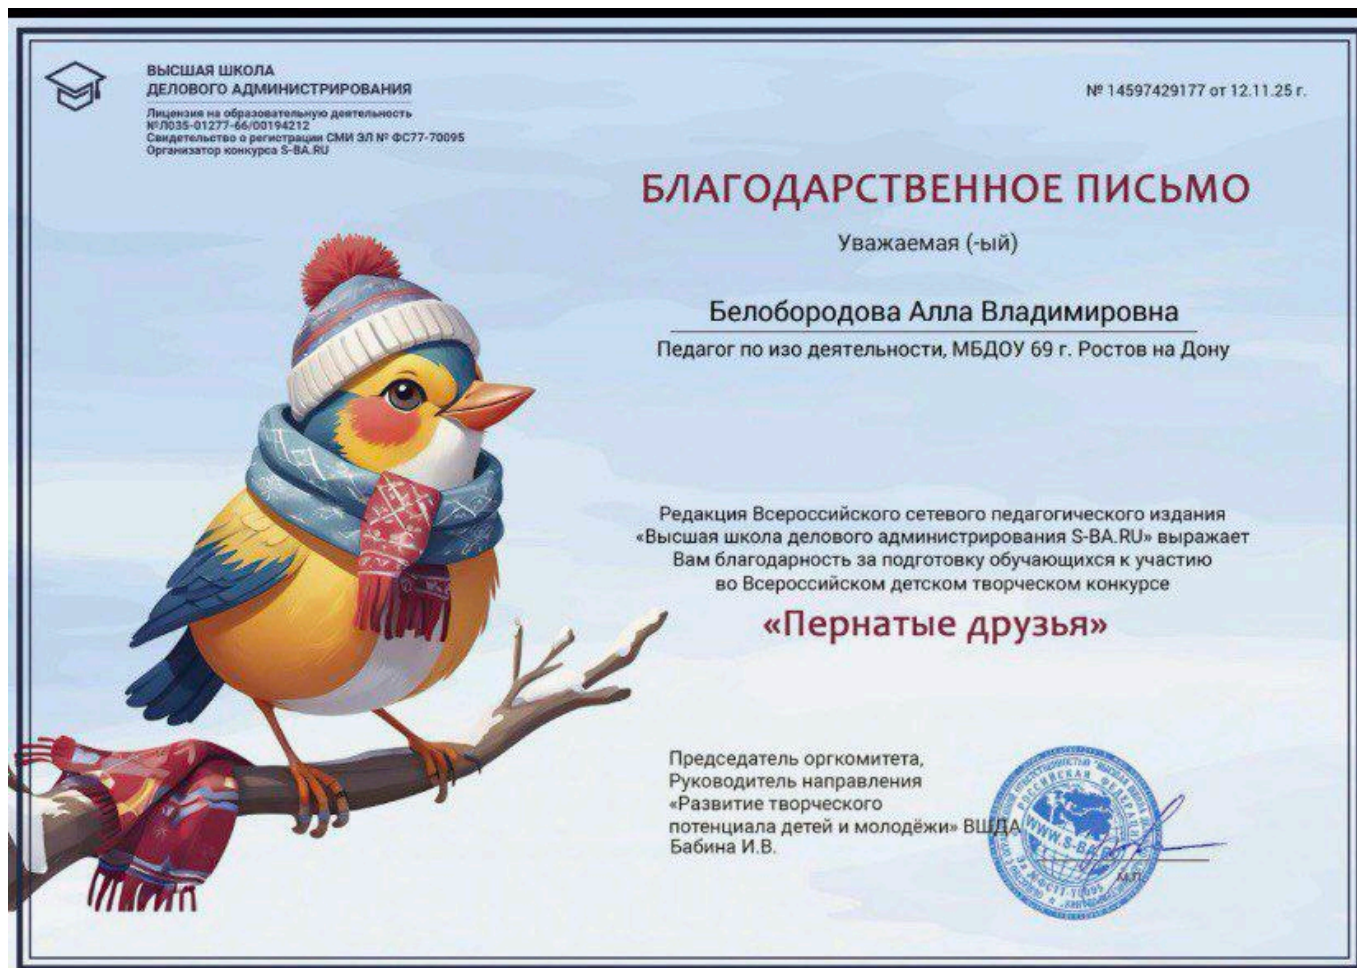 ВЫСШАЯ ШКОЛА
ДЕЛОВОГО АДМИНИСТРИРОВАНИЯ
Лицензия на образовательную деятельность
№Л035-01277-66/00194212
Свидетельство о регистрации СМИ ЭЛ № ФС77-70095
Организатор конкурса S-BA.RU
№ 14597429177 от 12.11.25 г.
БЛАГОДАРСТВЕННОЕ ПИСЬМО
Уважаемая (-ый)
Белобородова Алла Владимировна
Педагог по изо деятельности, МБДОУ 69 г. Ростов на Дону
Редакция Всероссийского сетевого педагогического издания
«Высшая школа делового администрирования S-BA.RU» выражает
Вам благодарность за подготовку обучающихся к участию
во Всероссийском детском творческом конкурсе
«Пернатые друзья»
Председатель оргкомитета,
Руководитель направления
«Развитие творческого
потенциала детей и молодёжи» ВШДА
Бабина И.В.
РОССИЙСКАЯ ФЕДЕРАЦИЯ
WWW.S-BA.RU
М.П.